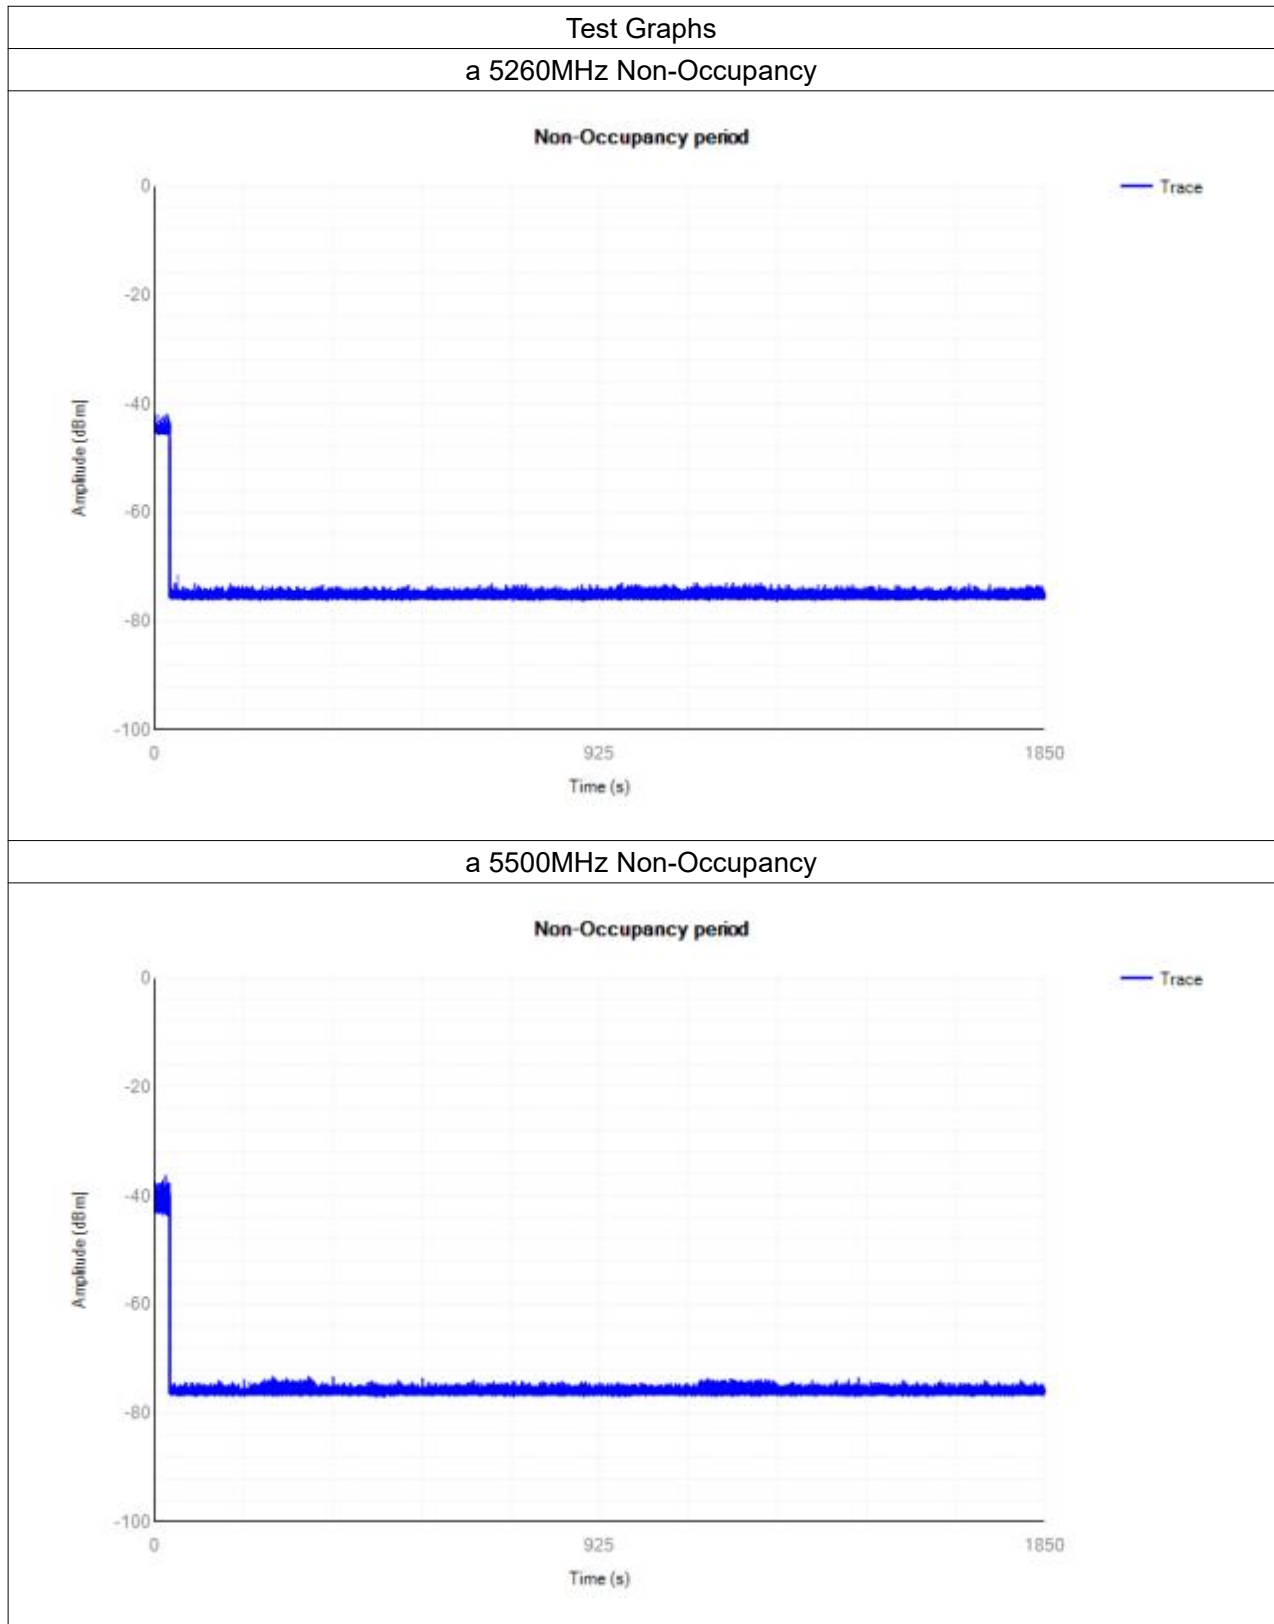 Test Graphs
a 5260MHz Non-Occupancy
Non-Occupancy period
Trace
0
-20
-40
-60
-80
-100
Amplitude (dBm)
0 925 1850
Time (s)
a 5500MHz Non-Occupancy
Non-Occupancy period
Trace
0
-20
-40
-60
-80
-100
Amplitude (dBm)
0 925 1850
Time (s)